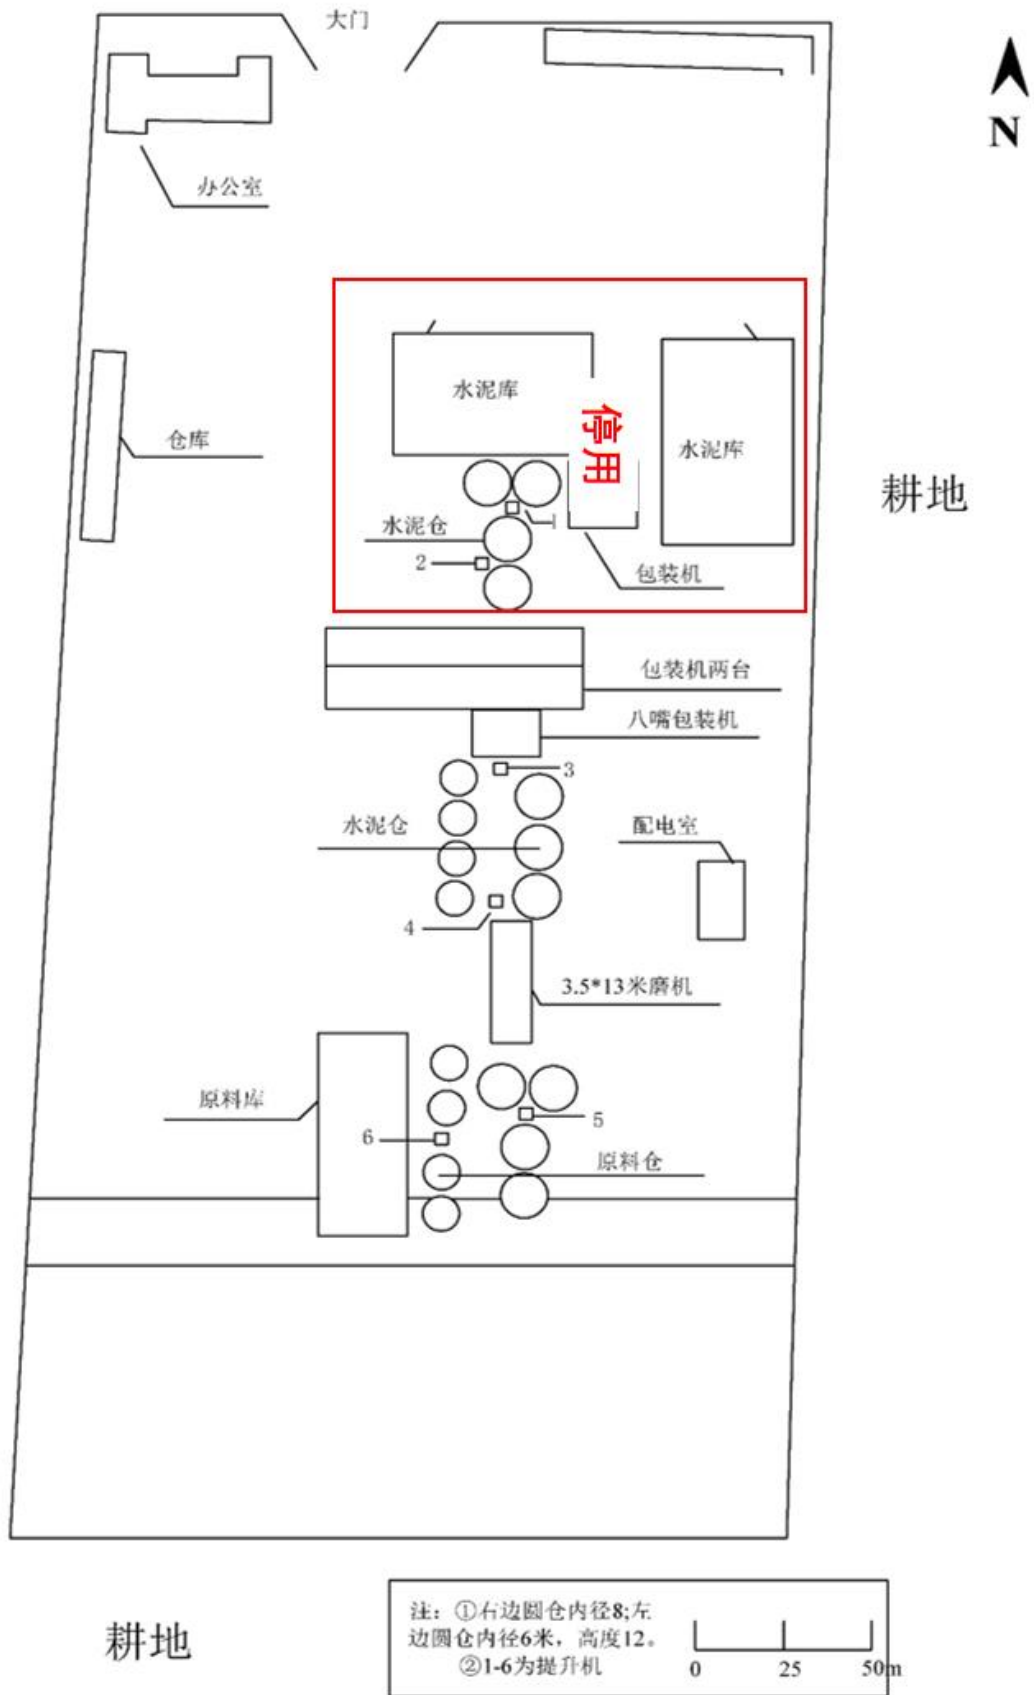 大门
N
办公室
水泥库
停用
仓库
水泥库
耕地
水泥仓
1
2
包装机
包装机两台
八嘴包装机
3
水泥仓
配电室
4
3.5*13米磨机
原料库
5
6
原料仓
耕地
注：①右边圆仓内径8;左
边圆仓内径6米，高度12。
②1-6为提升机
0 25 50m